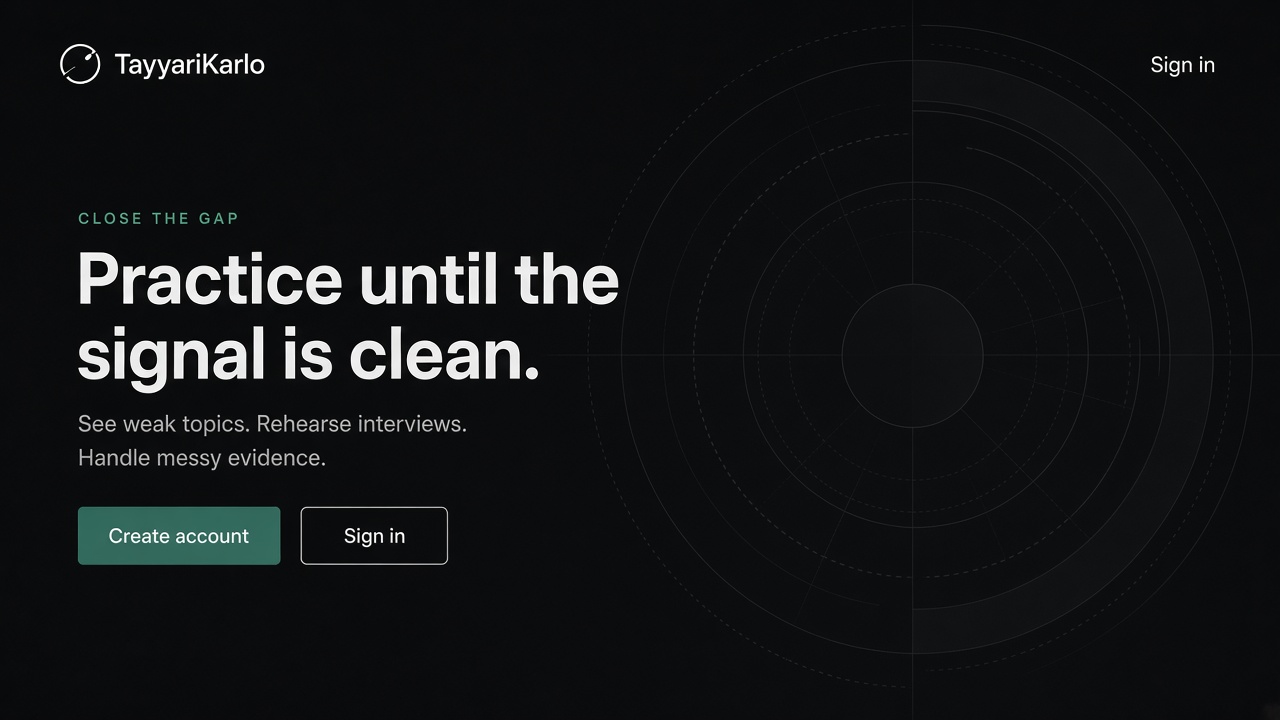 TayyariKarlo
Sign in
CLOSE THE GAP
Practice until the
signal is clean.
See weak topics. Rehearse interviews.
Handle messy evidence.
Create account
Sign in